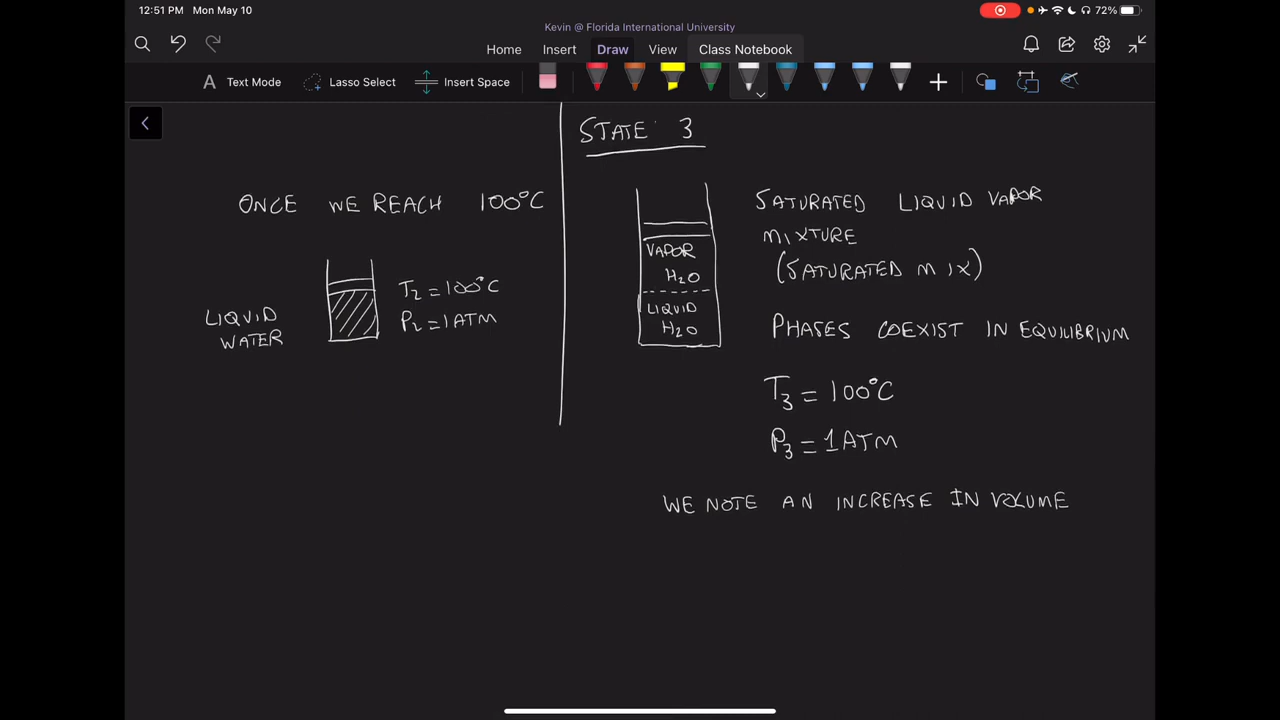 12:51 PM Mon May 10
72%
Kevin @ Florida International University
Home Insert Draw View Class Notebook
Text Mode Lasso Select Insert Space
STATE 3
ONCE WE REACH 100°C
LIQUID
WATER
T2 = 100°C
P2 = 1 ATM
VAPOR
H2O
LIQUID
H2O
SATURATED LIQUID VAPOR
MIXTURE
(SATURATED MIX)
PHASES COEXIST IN EQUILIBRIUM
T3 = 100°C
P3 = 1 ATM
WE NOTE AN INCREASE IN VOLUME